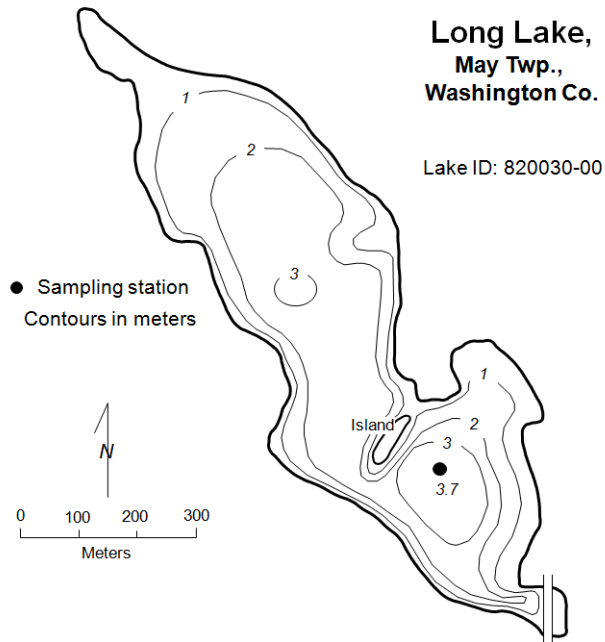 Long Lake,
May Twp.,
Washington Co.
Lake ID: 820030-00
1
2
3
Sampling station
Contours in meters
1
Island
2
3
3.7
N
0 100 200 300
Meters